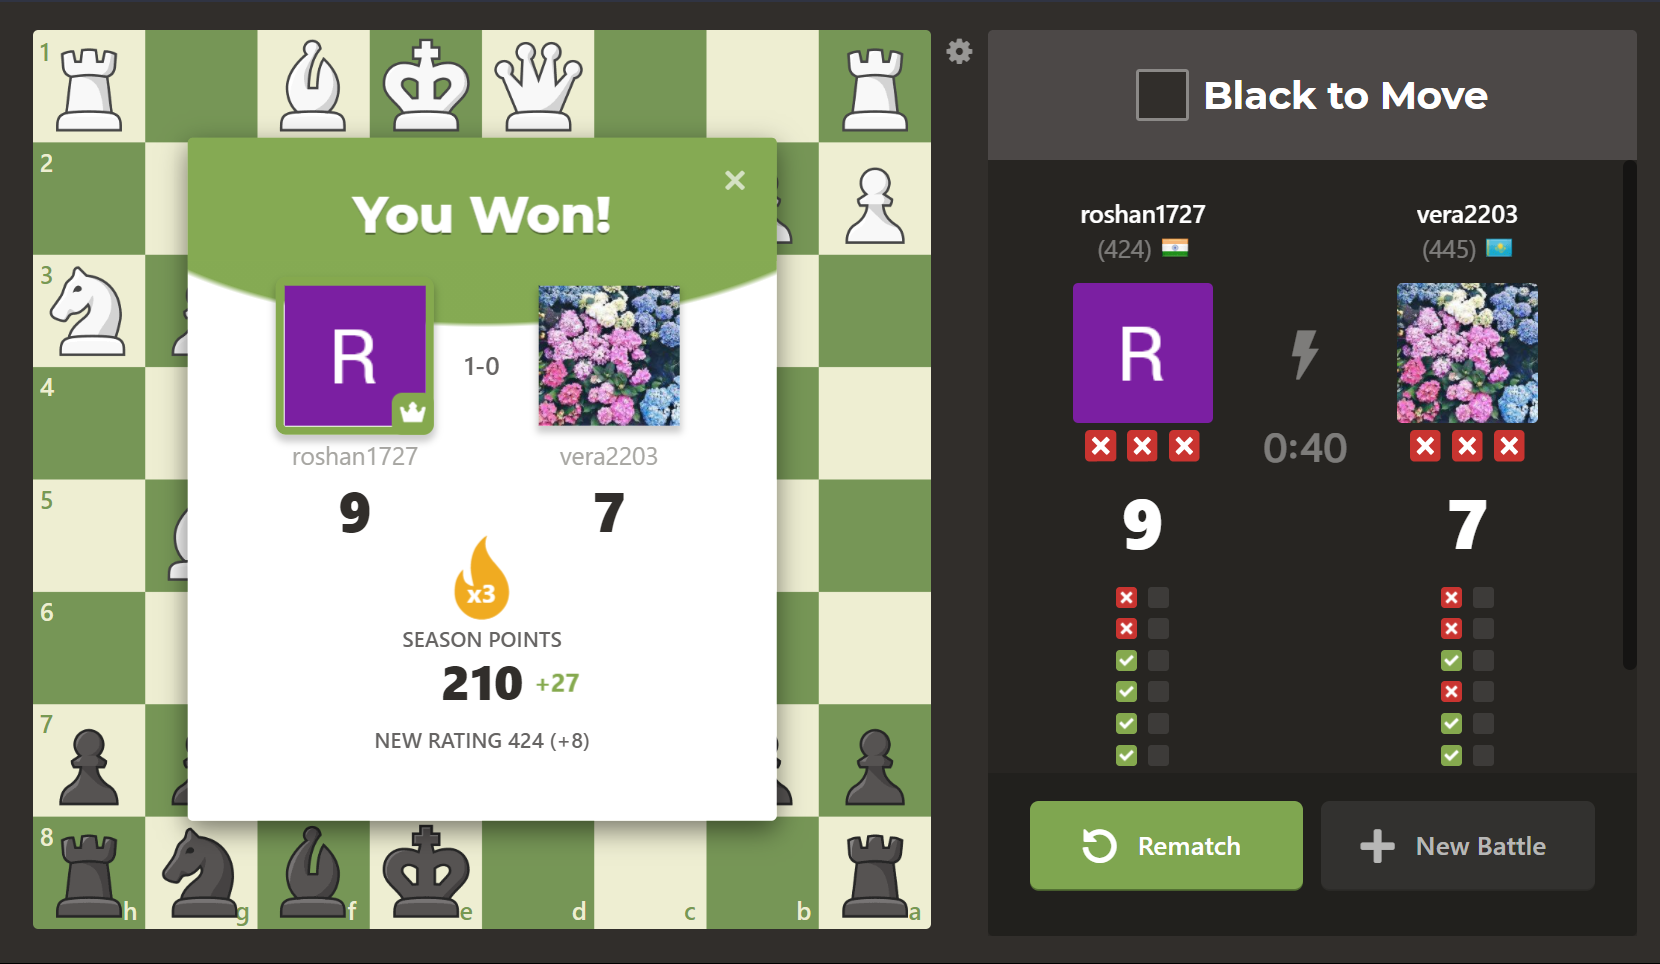 1
2
3
4
5
6
7
8
h
g
f
e
d
c
b
a
You Won!
R
1-0
roshan1727
vera2203
9
7
x3
SEASON POINTS
210 +27
NEW RATING 424 (+8)
Black to Move
roshan1727
vera2203
(424)
(445)
R
0:40
9
7
Rematch
New Battle